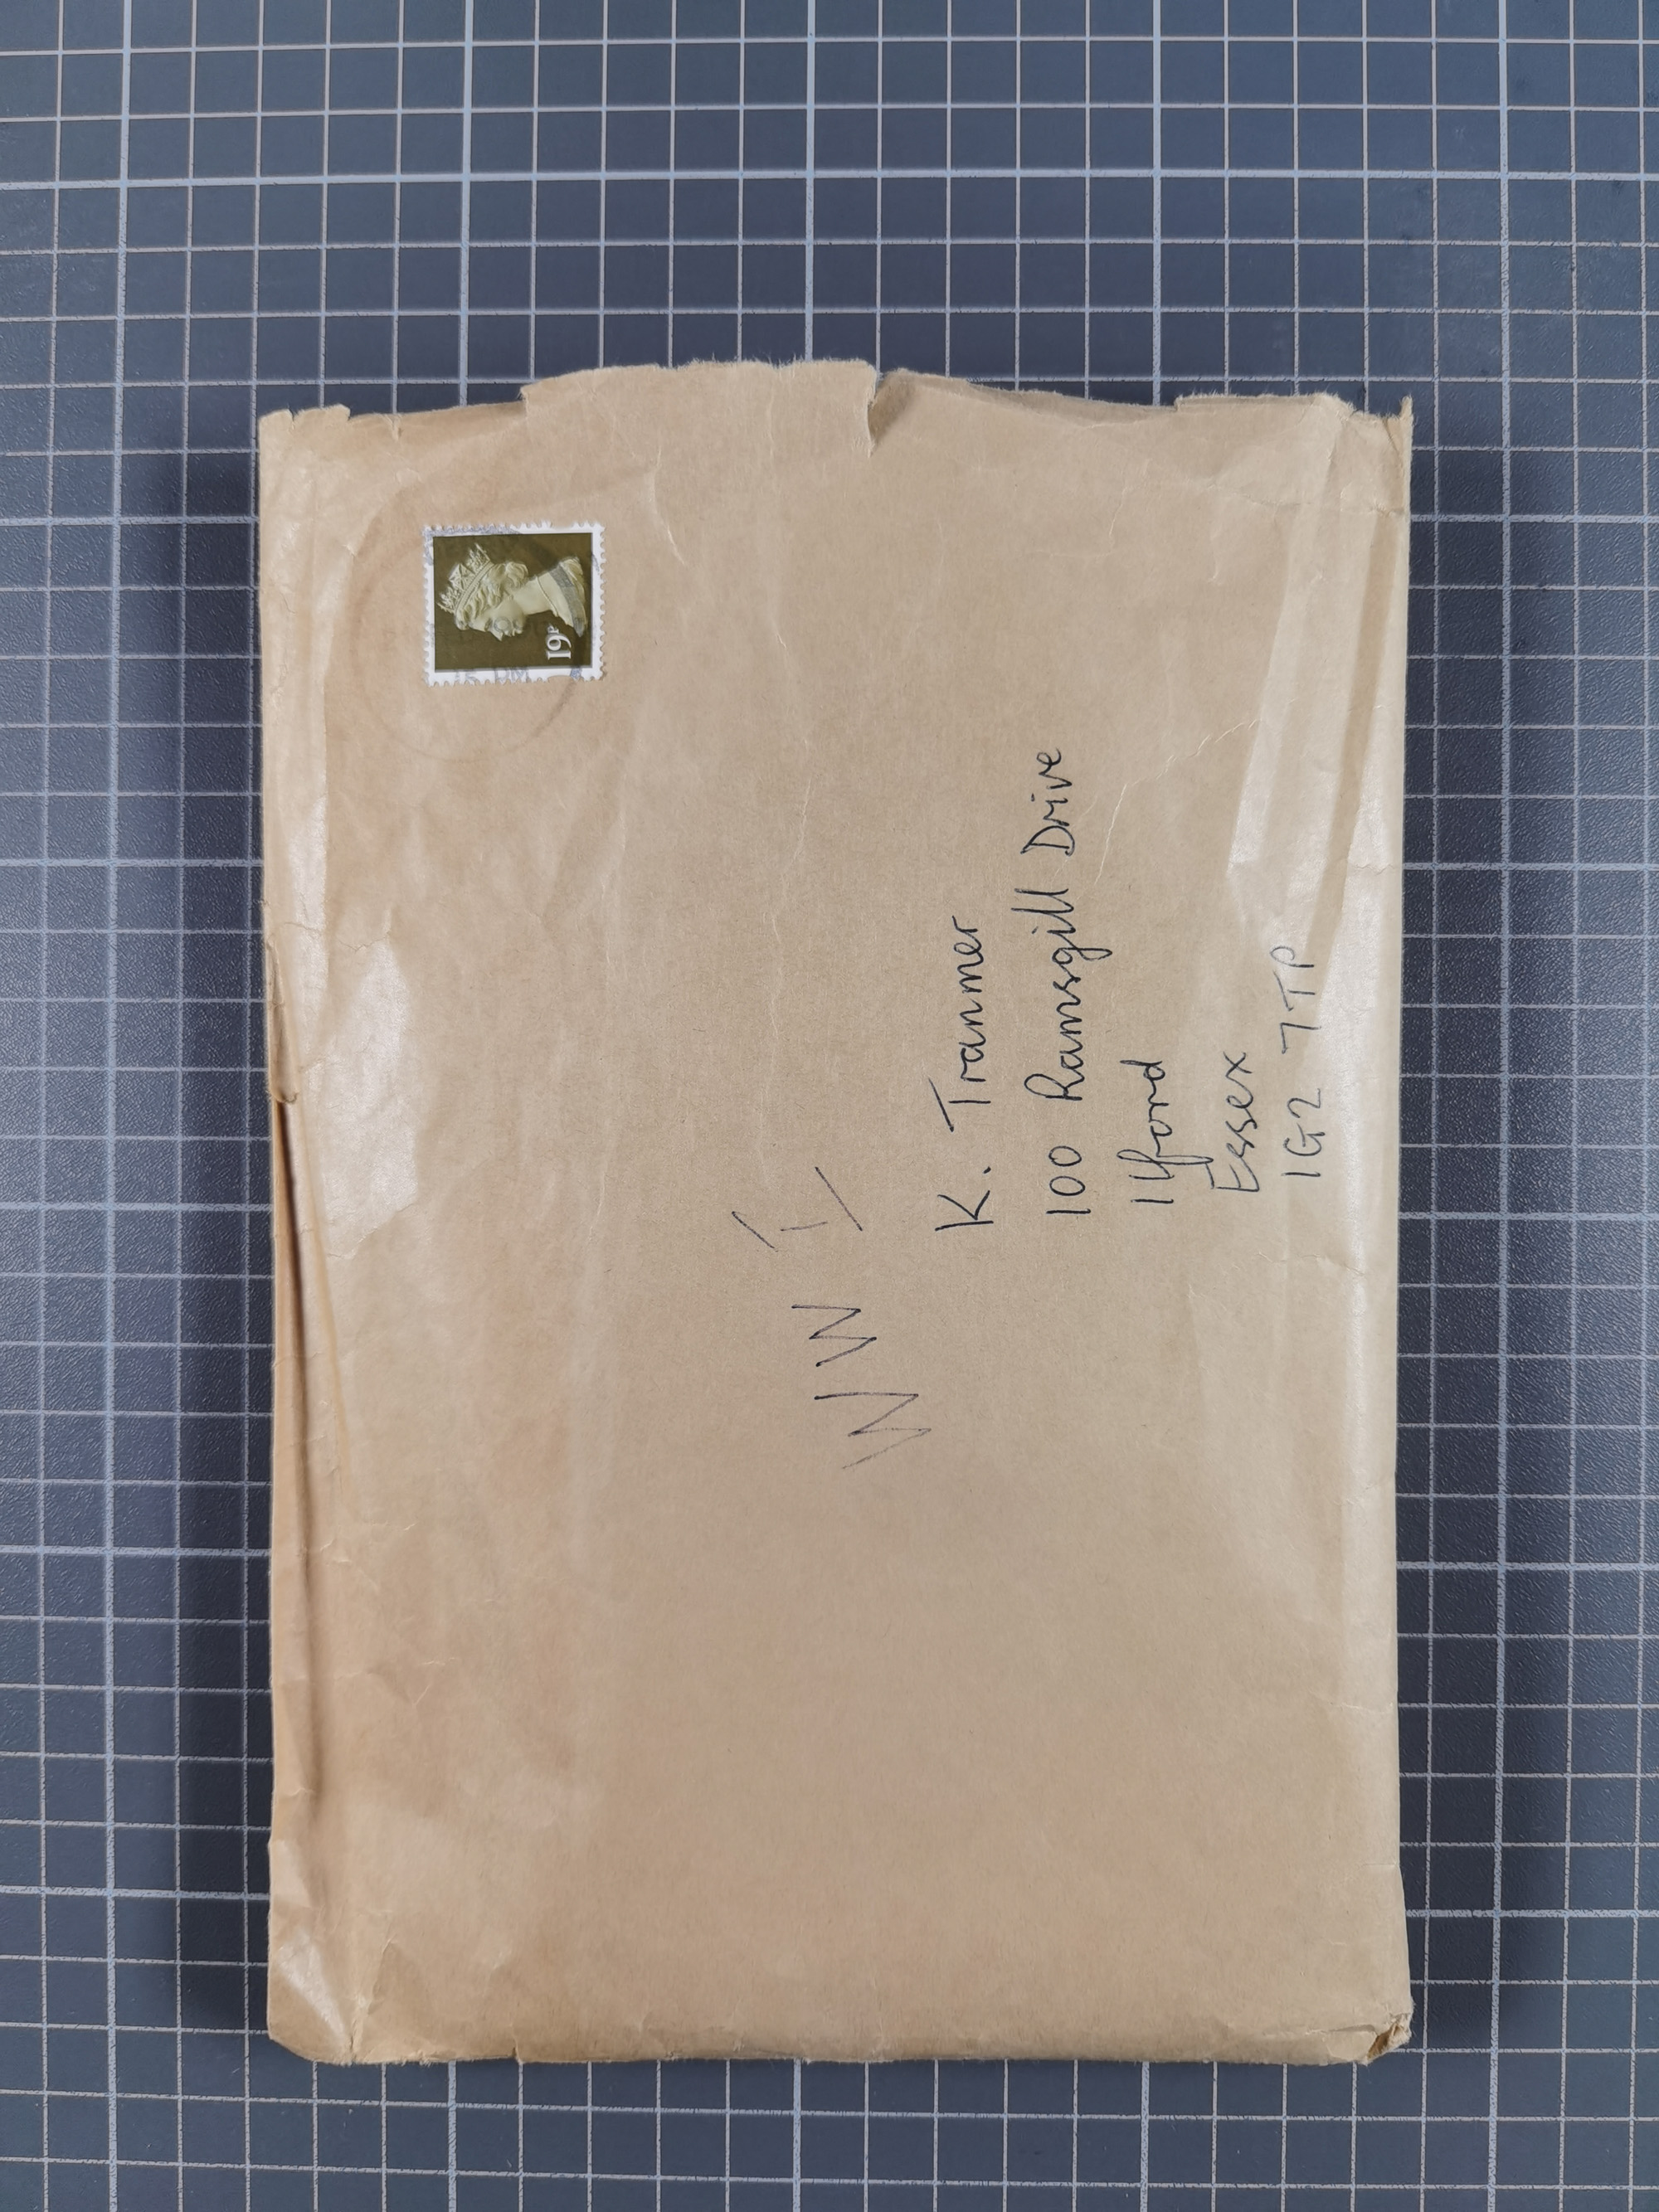 19P
WW I
K. Tranmer
100 Ramsgill Drive
Ilford
Essex
IG2 7TP